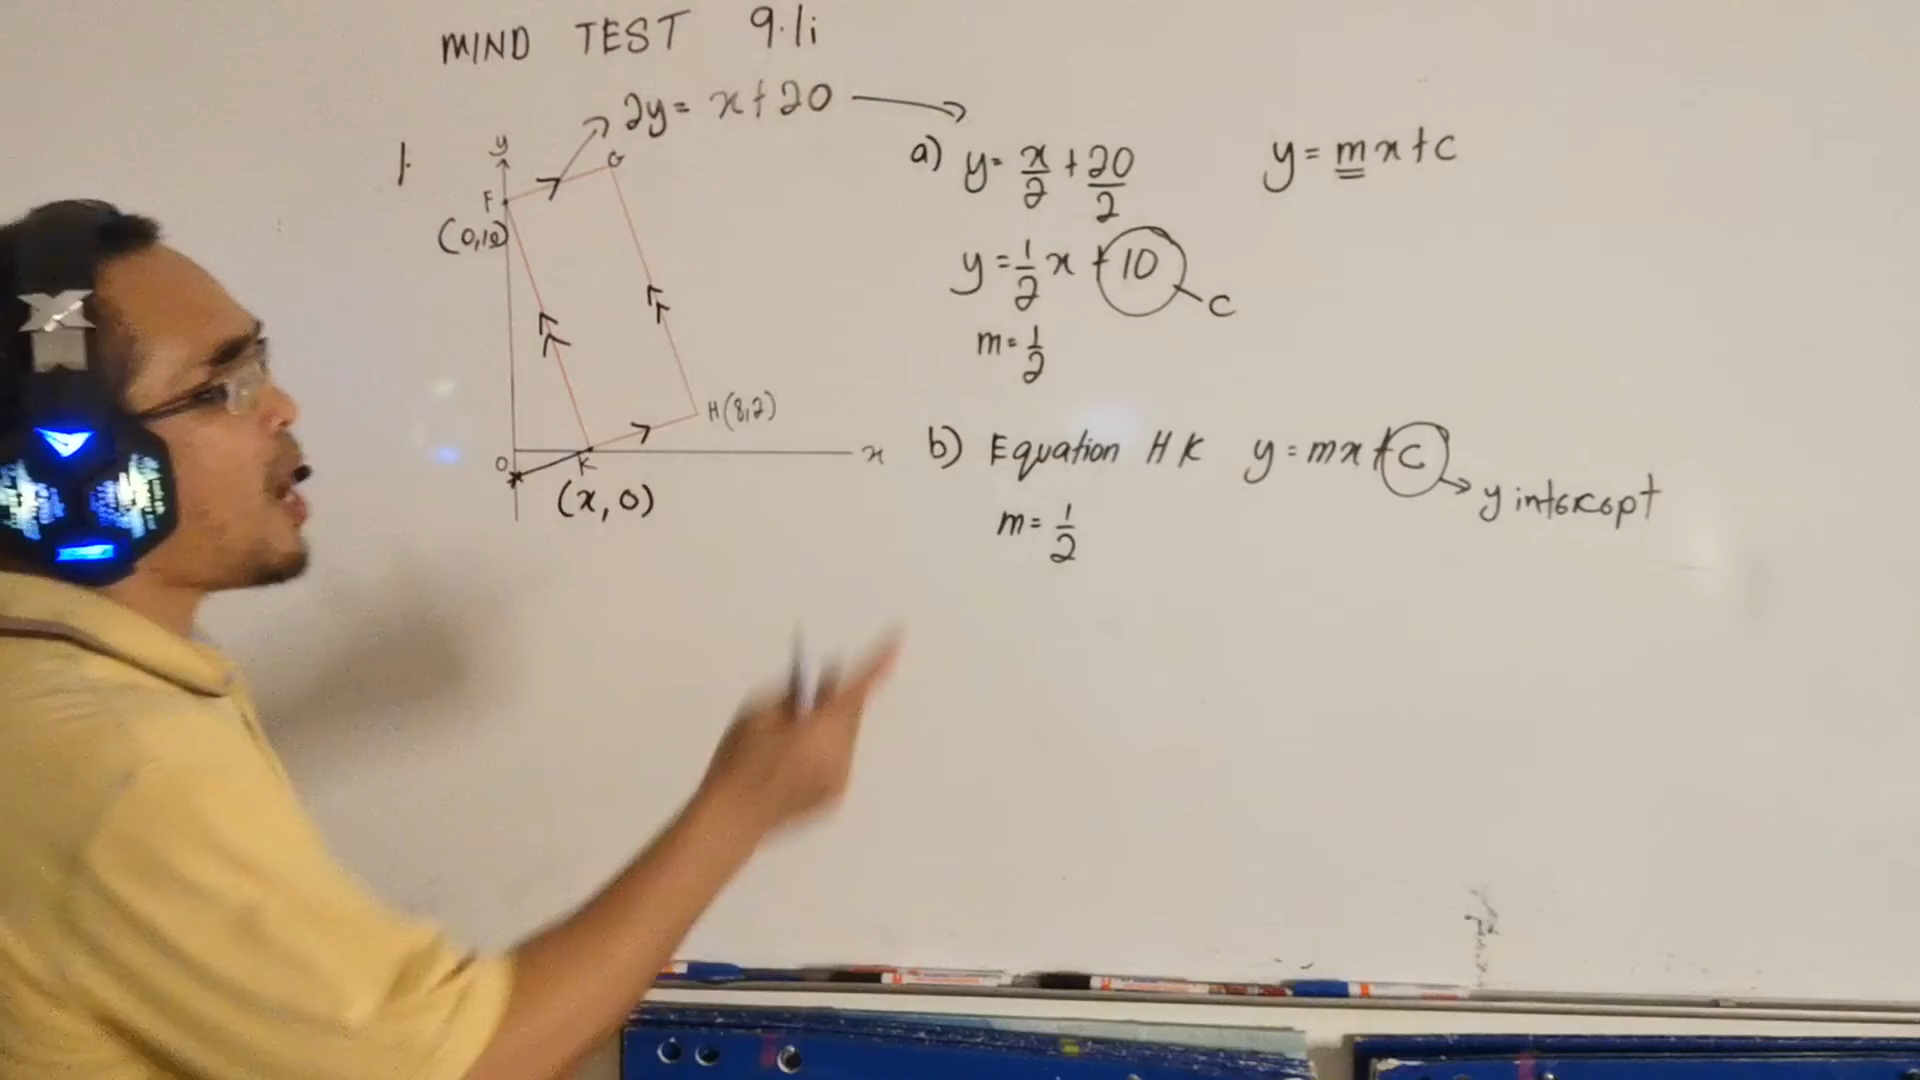 MIND TEST 9.1i
2y = x + 20
1.
y
G
F
(0,10)
H(8,2)
x
O
K
(x, 0)
a) y = x/2 + 20/2
y = mx + c
y = 1/2 x + 10
c
m = 1/2
b) Equation HK y = mx + c
y intercept
m = 1/2